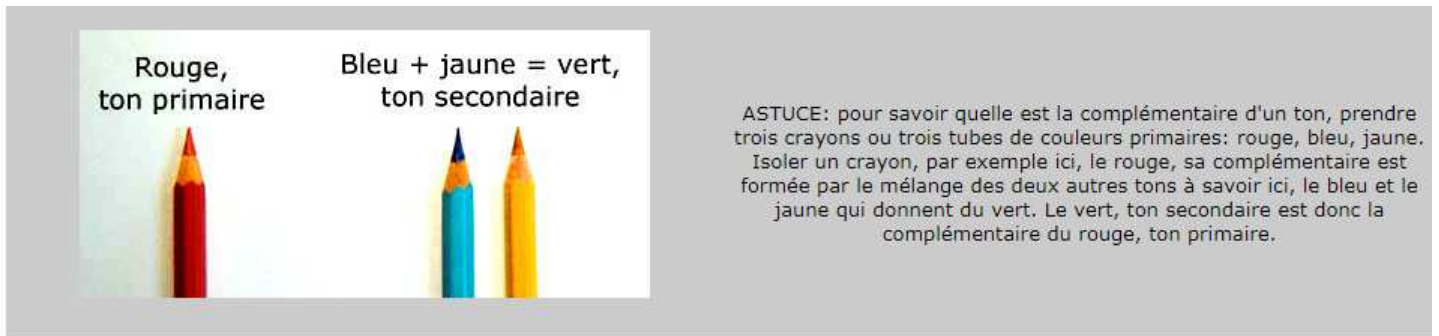 Rouge,
ton primaire
Bleu + jaune = vert,
ton secondaire
ASTUCE: pour savoir quelle est la complémentaire d'un ton, prendre
trois crayons ou trois tubes de couleurs primaires: rouge, bleu, jaune.
Isoler un crayon, par exemple ici, le rouge, sa complémentaire est
formée par le mélange des deux autres tons à savoir ici, le bleu et le
jaune qui donnent du vert. Le vert, ton secondaire est donc la
complémentaire du rouge, ton primaire.